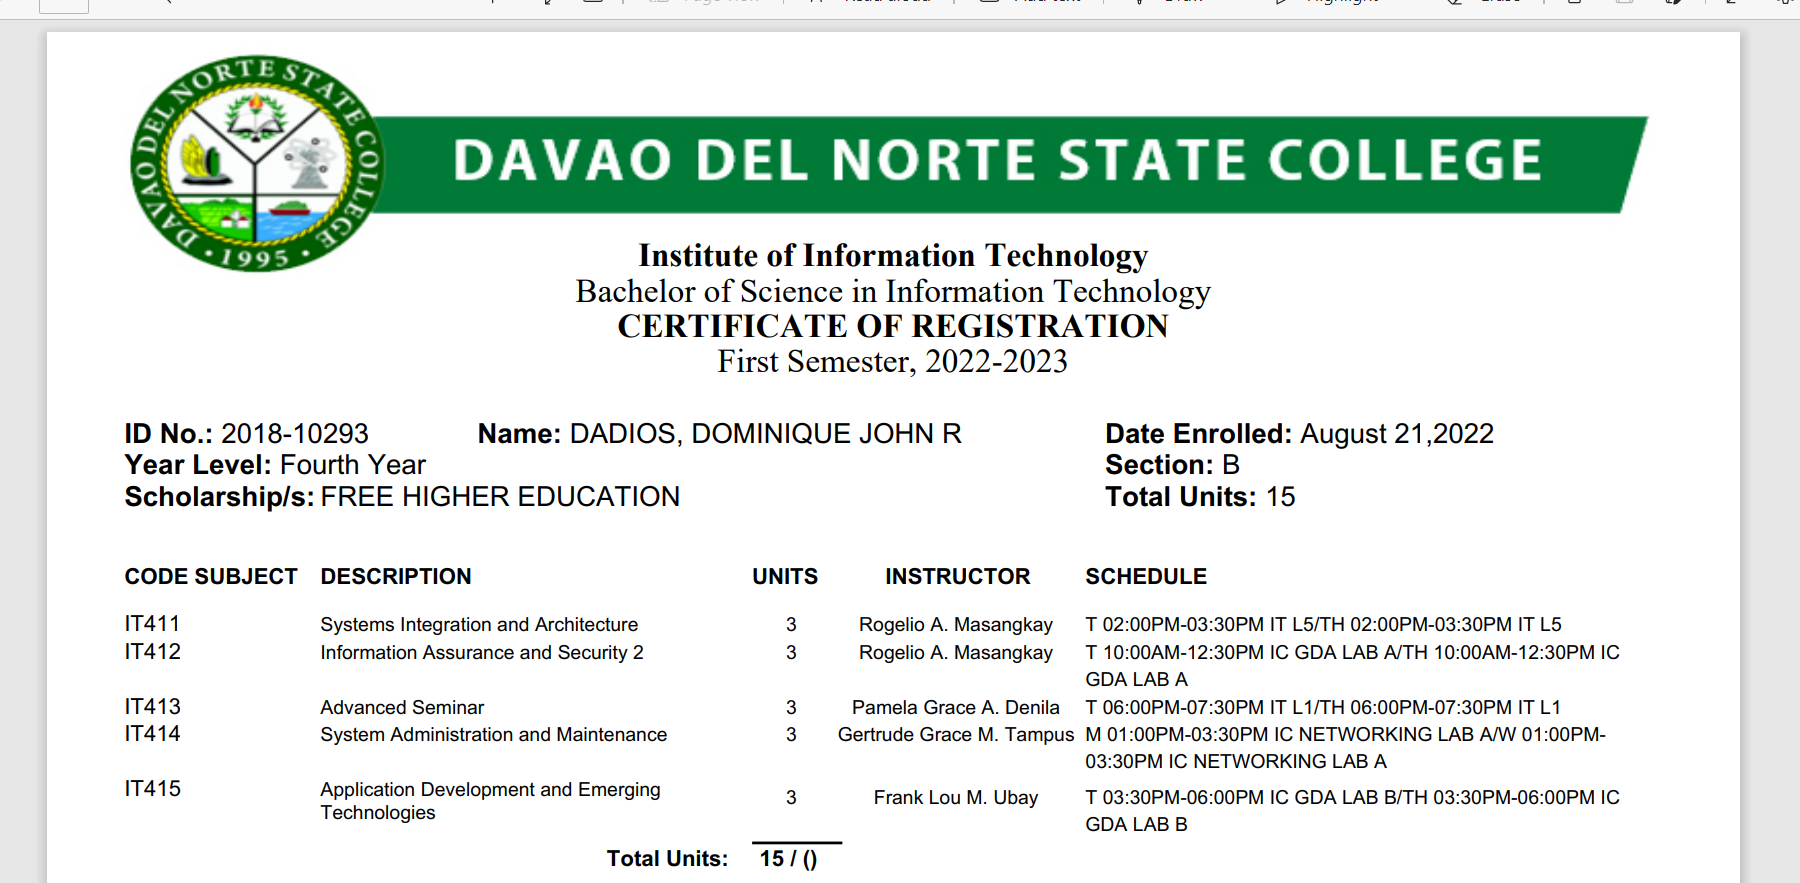 DAVAO DEL NORTE STATE COLLEGE
1995
DAVAO DEL NORTE STATE COLLEGE
Institute of Information Technology
Bachelor of Science in Information Technology
CERTIFICATE OF REGISTRATION
First Semester, 2022-2023
ID No.: 2018-10293 Name: DADIOS, DOMINIQUE JOHN R Date Enrolled: August 21,2022
Year Level: Fourth Year Section: B
Scholarship/s: FREE HIGHER EDUCATION Total Units: 15
CODE SUBJECT DESCRIPTION UNITS INSTRUCTOR SCHEDULE
IT411 Systems Integration and Architecture 3 Rogelio A. Masangkay T 02:00PM-03:30PM IT L5/TH 02:00PM-03:30PM IT L5
IT412 Information Assurance and Security 2 3 Rogelio A. Masangkay T 10:00AM-12:30PM IC GDA LAB A/TH 10:00AM-12:30PM IC
GDA LAB A
IT413 Advanced Seminar 3 Pamela Grace A. Denila T 06:00PM-07:30PM IT L1/TH 06:00PM-07:30PM IT L1
IT414 System Administration and Maintenance 3 Gertrude Grace M. Tampus M 01:00PM-03:30PM IC NETWORKING LAB A/W 01:00PM-
03:30PM IC NETWORKING LAB A
IT415 Application Development and Emerging
Technologies 3 Frank Lou M. Ubay T 03:30PM-06:00PM IC GDA LAB B/TH 03:30PM-06:00PM IC
GDA LAB B
Total Units: 15 / ()